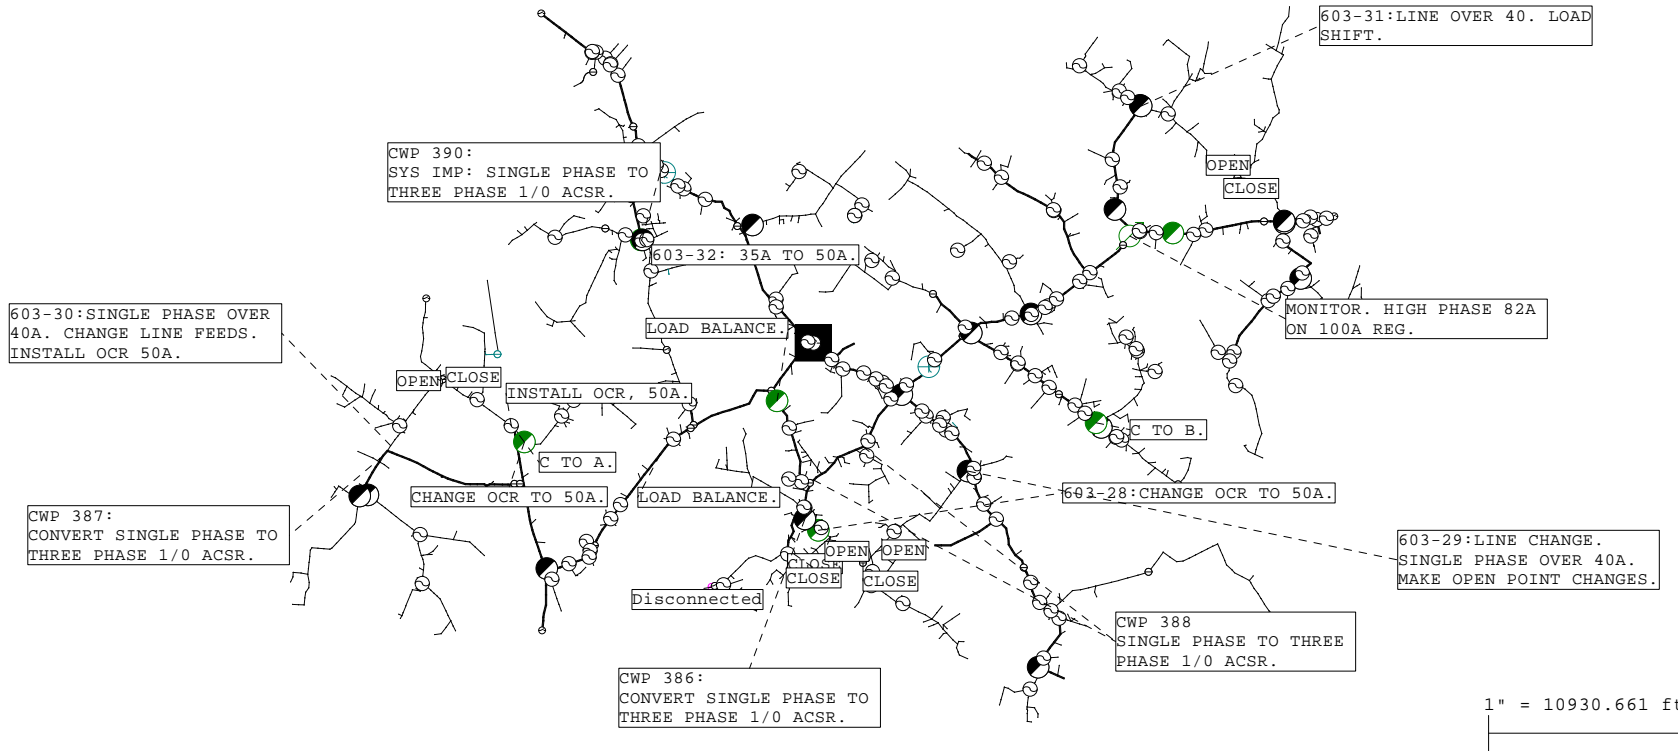 603-31:LINE OVER 40. LOAD
SHIFT.
CWP 390:
SYS IMP: SINGLE PHASE TO
THREE PHASE 1/0 ACSR.
OPEN
CLOSE
603-32: 35A TO 50A.
603-30:SINGLE PHASE OVER
40A. CHANGE LINE FEEDS.
INSTALL OCR 50A.
LOAD BALANCE.
MONITOR. HIGH PHASE 82A
ON 100A REG.
OPEN
CLOSE
INSTALL OCR, 50A.
C TO B.
C TO A.
CHANGE OCR TO 50A.
LOAD BALANCE.
603-28:CHANGE OCR TO 50A.
CWP 387:
CONVERT SINGLE PHASE TO
THREE PHASE 1/0 ACSR.
603-29:LINE CHANGE.
SINGLE PHASE OVER 40A.
MAKE OPEN POINT CHANGES.
OPEN
OPEN
CLOSE
CLOSE
CLOSE
Disconnected
CWP 388
SINGLE PHASE TO THREE
PHASE 1/0 ACSR.
CWP 386:
CONVERT SINGLE PHASE TO
THREE PHASE 1/0 ACSR.
1" = 10930.661 ft